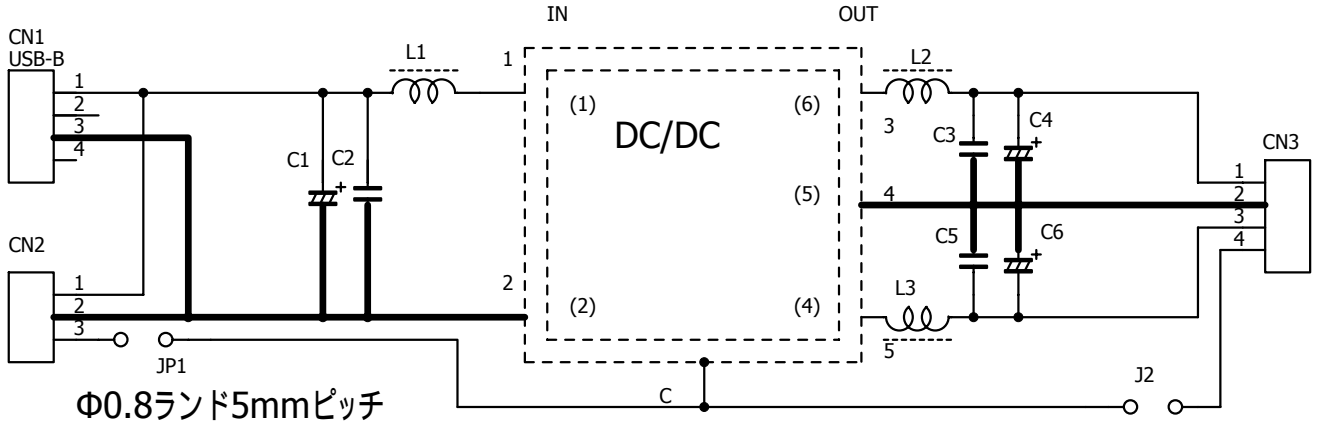 IN
OUT
CN1
USB-B
1
2
3
4
L1
1
(1)
(6)
DC/DC
L2
3
C3
C4
+
CN3
1
2
3
4
C1
+
C2
(5)
4
C5
C6
+
CN2
1
2
3
2
(2)
(4)
L3
5
JP1
J2
C
Φ0.8ランド5mmピッチ